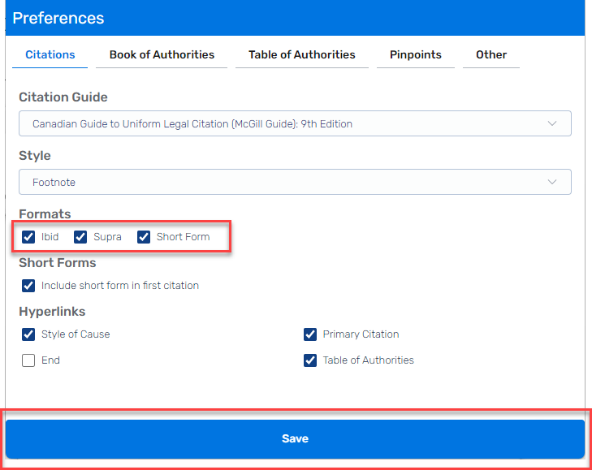 Preferences
Citations Book of Authorities Table of Authorities Pinpoints Other
Citation Guide
Canadian Guide to Uniform Legal Citation (McGill Guide): 9th Edition
Style
Footnote
Formats
Ibid Supra Short Form
Short Forms
Include short form in first citation
Hyperlinks
Style of Cause Primary Citation
End Table of Authorities
Save